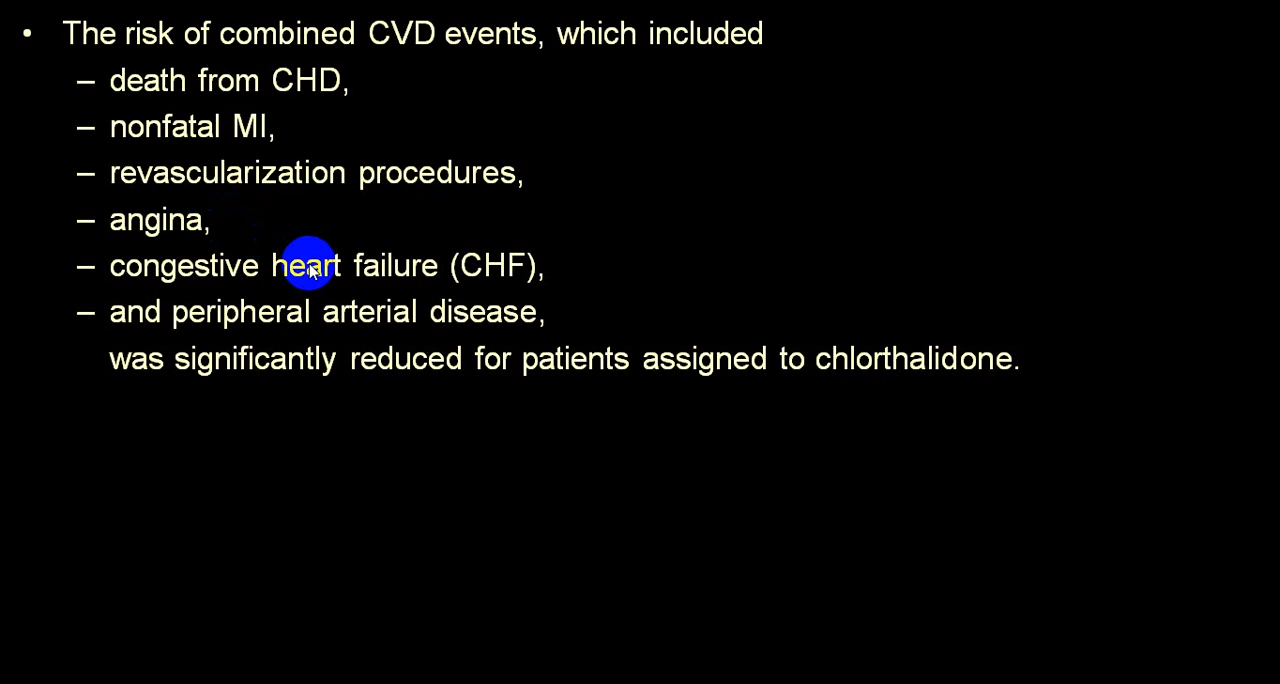 • The risk of combined CVD events, which included
– death from CHD,
– nonfatal MI,
– revascularization procedures,
– angina,
– congestive heart failure (CHF),
– and peripheral arterial disease,
was significantly reduced for patients assigned to chlorthalidone.